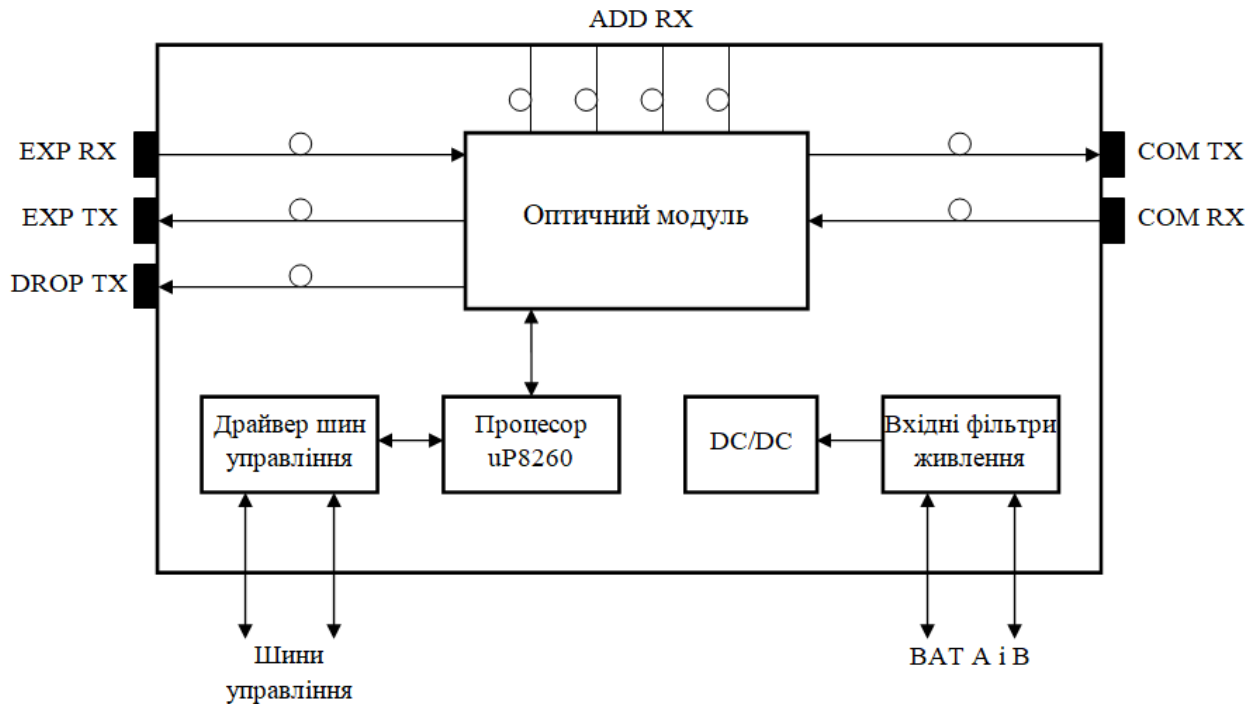 ADD RX
EXP RX
COM TX
EXP TX
Оптичний модуль
COM RX
DROP TX
Драйвер шин
управління
Процесор
uP8260
DC/DC
Вхідні фільтри
живлення
Шини
управління
BAT A і B